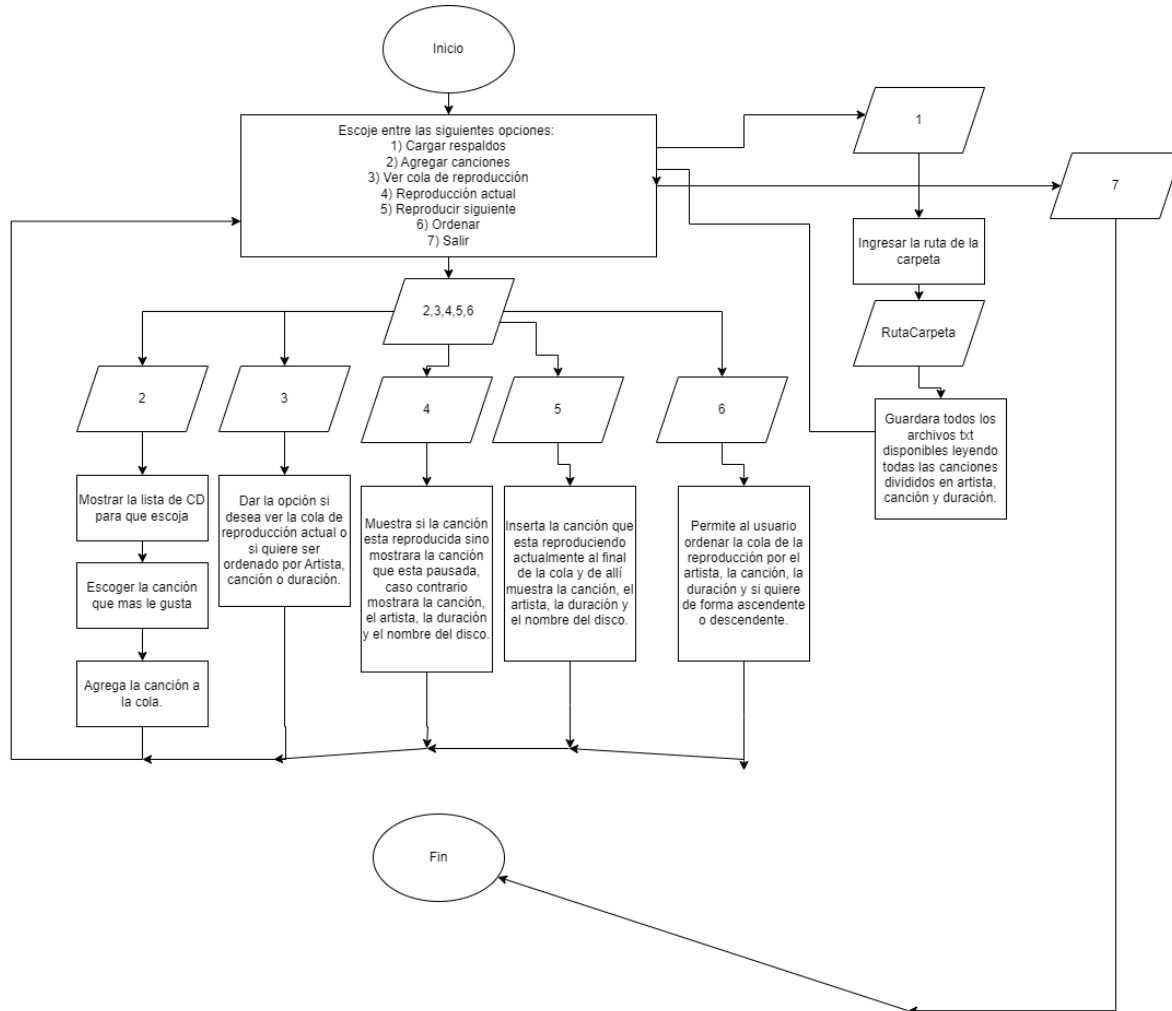 Inicio
Escoje entre las siguientes opciones:
1) Cargar respaldos
2) Agregar canciones
3) Ver cola de reproducción
4) Reproducción actual
5) Reproducir siguiente
6) Ordenar
7) Salir
1
7
Ingresar la ruta de la
carpeta
RutaCarpeta
Guardara todos los
archivos txt
disponibles leyendo
todas las canciones
divididos en artista,
canción y duración.
2,3,4,5,6
2
3
4
5
6
Mostrar la lista de CD
para que escoja
Escoger la canción
que mas le gusta
Agrega la canción a
la cola.
Dar la opción si
desea ver la cola de
reproducción actual o
si quiere ser
ordenado por Artista,
canción o duración.
Muestra si la canción
esta reproducida sino
mostrara la canción
que esta pausada,
caso contrario
mostrara la canción,
el artista, la duración
y el nombre del disco.
Inserta la canción que
esta reproduciendo
actualmente al final
de la cola y de allí
muestra la canción, el
artista, la duración y
el nombre del disco.
Permite al usuario
ordenar la cola de la
reproducción por el
artista, la canción, la
duración y si quiere
de forma ascendente
o descendente.
Fin